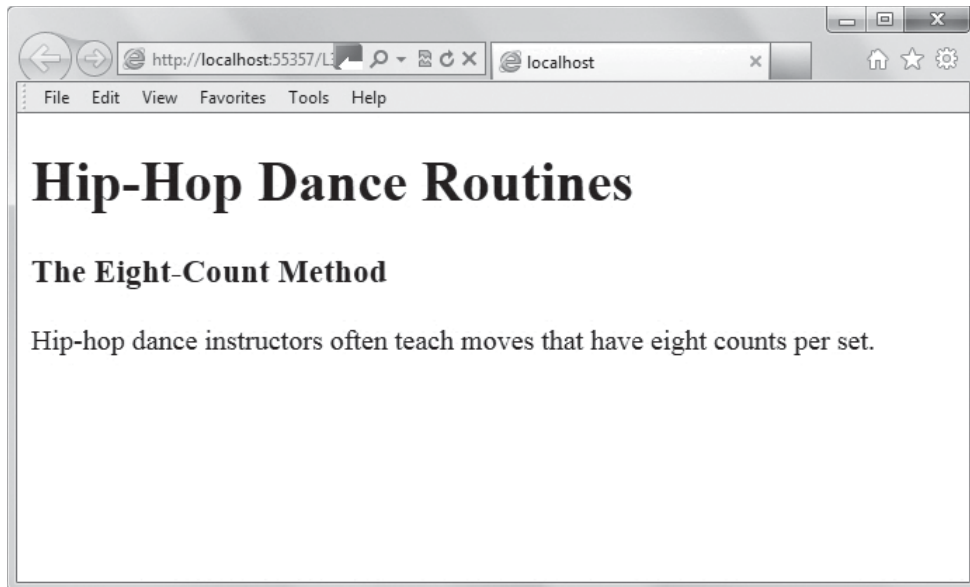 http://localhost:55357/L
localhost
File Edit View Favorites Tools Help
Hip-Hop Dance Routines
The Eight-Count Method
Hip-hop dance instructors often teach moves that have eight counts per set.